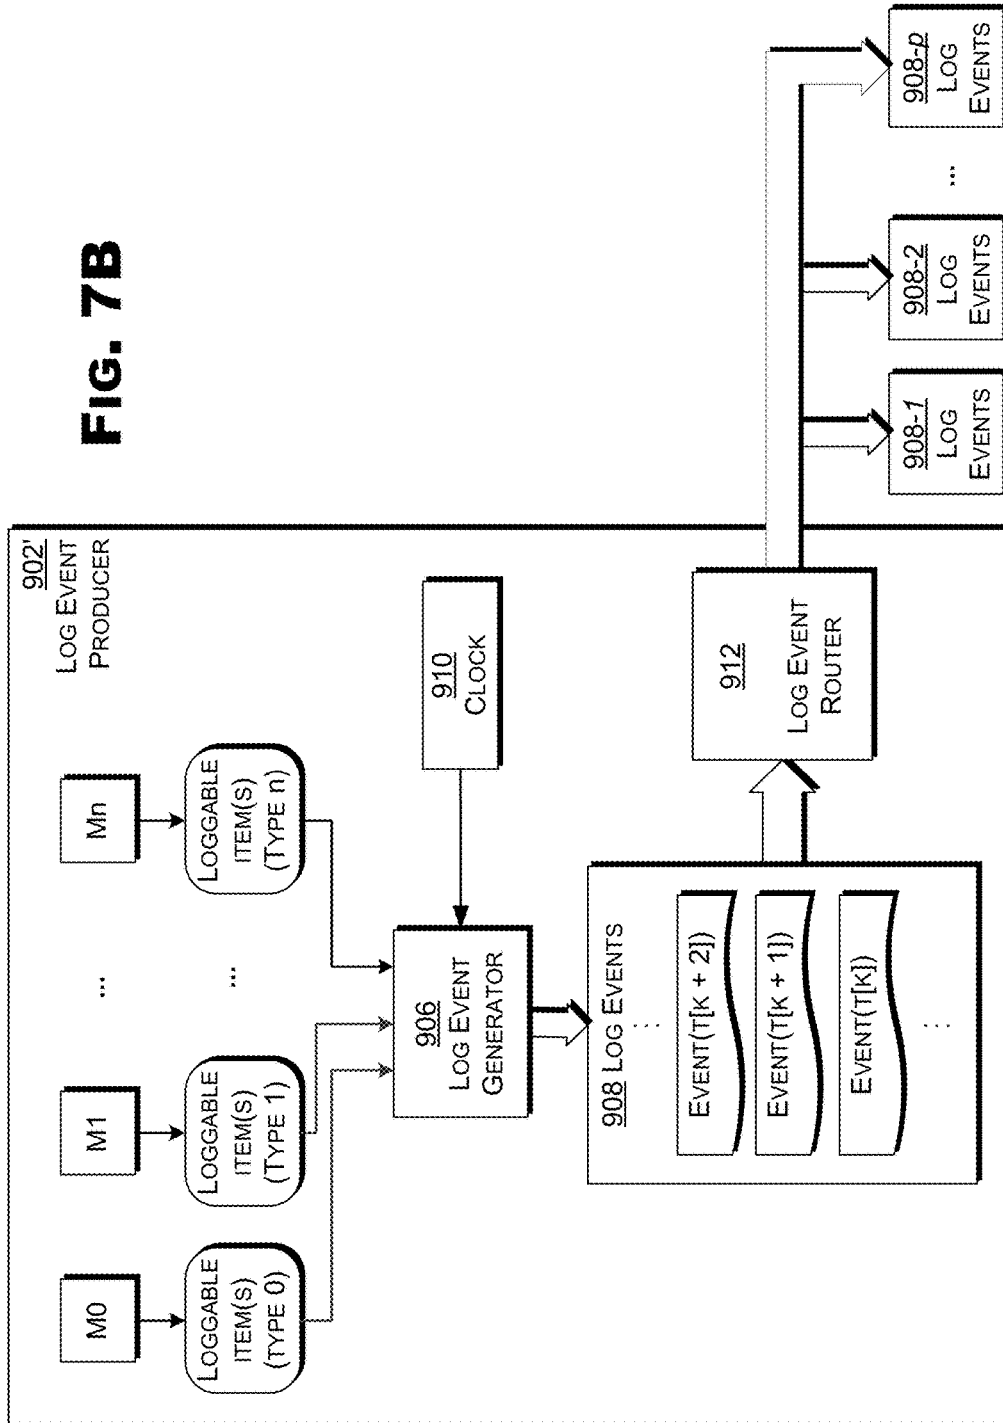 FIG. 7B
902'
LOG EVENT
PRODUCER
M0
M1
...
Mn
LOGGABLE
ITEM(S)
(TYPE 0)
LOGGABLE
ITEM(S)
(TYPE 1)
...
LOGGABLE
ITEM(S)
(TYPE n)
906
LOG EVENT
GENERATOR
910
CLOCK
908 LOG EVENTS
...
EVENT(T[K + 2])
EVENT(T[K + 1])
EVENT(T[K])
...
912
LOG EVENT
ROUTER
908-1
LOG
EVENTS
908-2
LOG
EVENTS
...
908-p
LOG
EVENTS